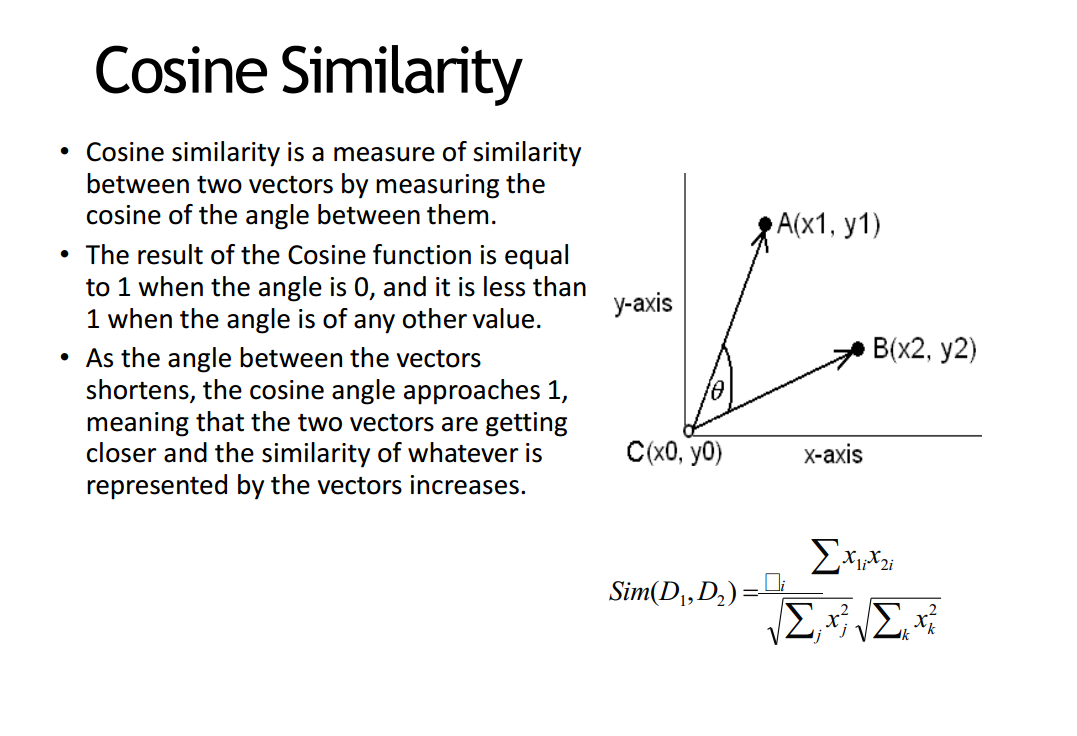 Cosine Similarity
• Cosine similarity is a measure of similarity
between two vectors by measuring the
cosine of the angle between them.
• The result of the Cosine function is equal
to 1 when the angle is 0, and it is less than
1 when the angle is of any other value.
• As the angle between the vectors
shortens, the cosine angle approaches 1,
meaning that the two vectors are getting
closer and the similarity of whatever is
represented by the vectors increases.
A(x1, y1)
y-axis
B(x2, y2)
θ
C(x0, y0)
x-axis
∑x₁ᵢx₂ᵢ
Sim(D₁, D₂) = □ᵢ
√∑ⱼ x²ⱼ √∑ₖ x²ₖ